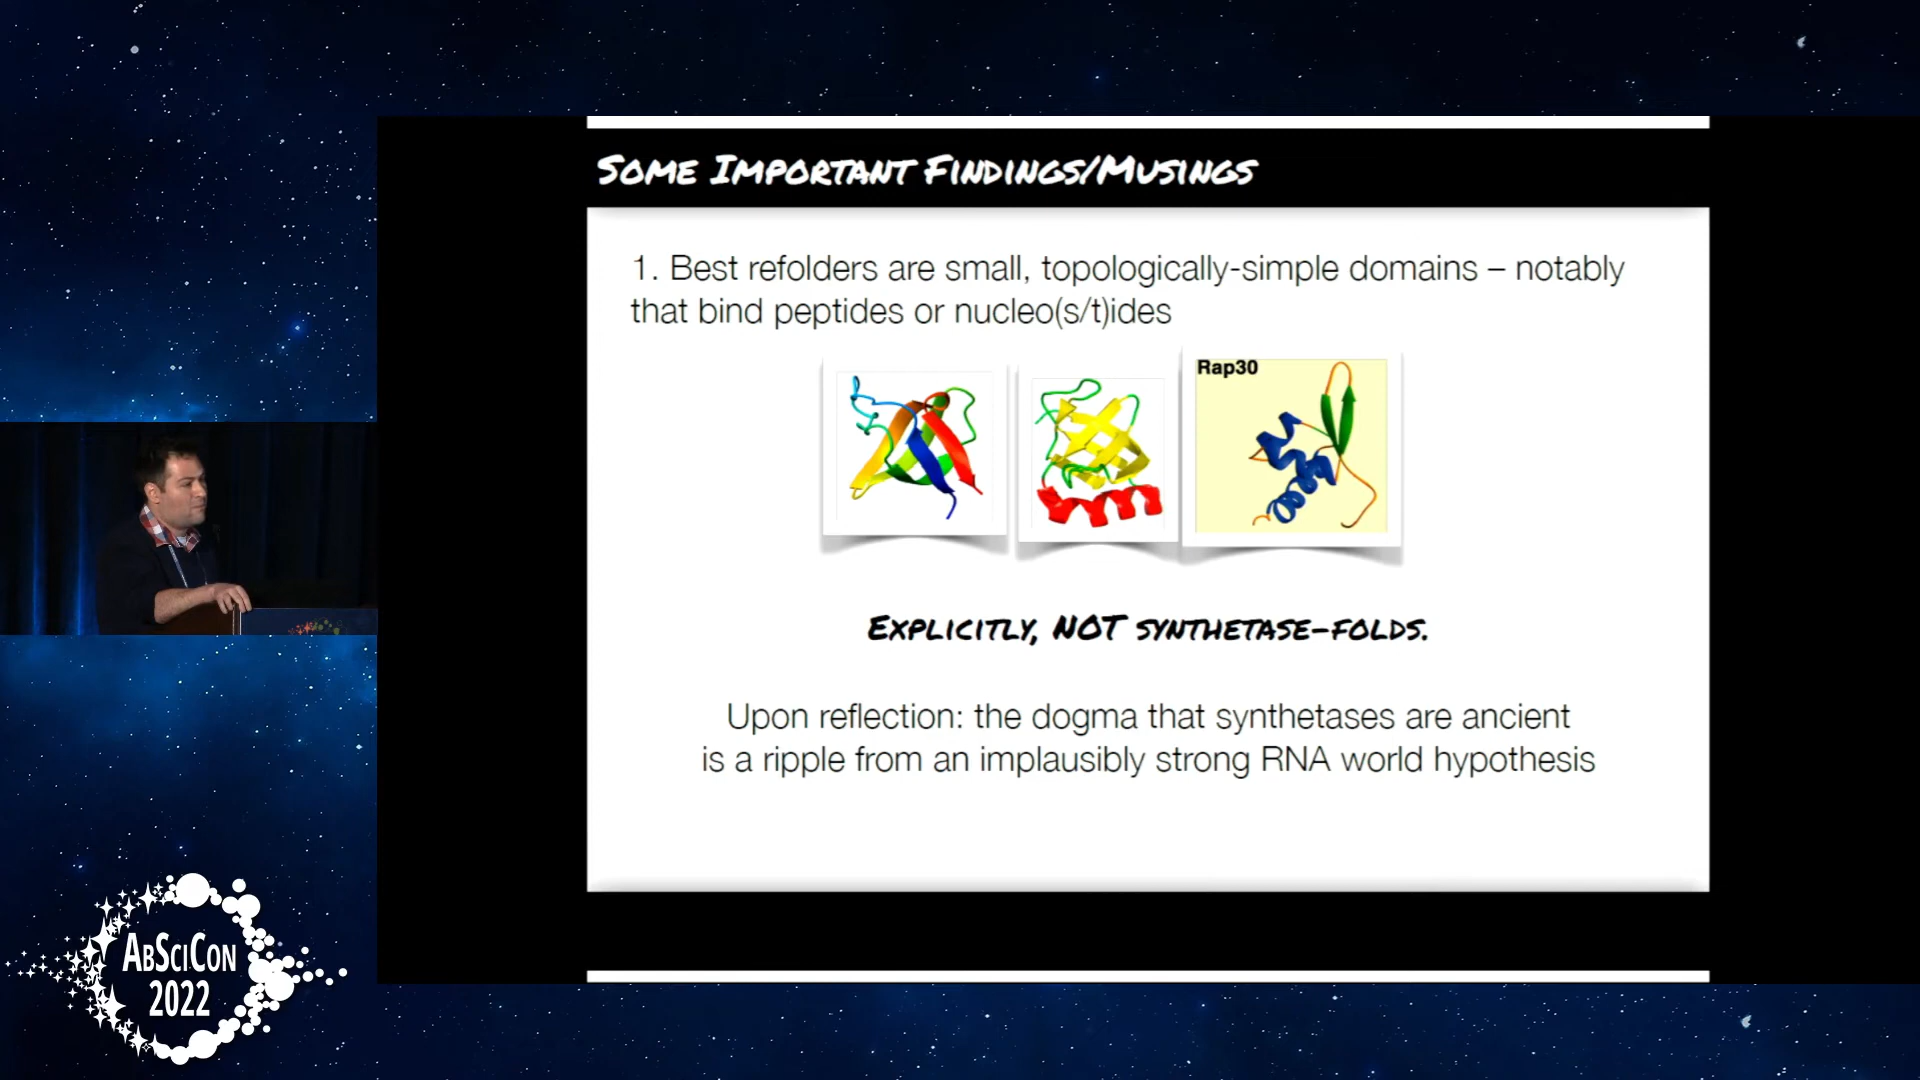 SOME IMPORTANT FINDINGS/MUSINGS
1. Best refolders are small, topologically-simple domains – notably
that bind peptides or nucleo(s/t)ides
Rap30
EXPLICITLY, NOT SYNTHETASE-FOLDS.
Upon reflection: the dogma that synthetases are ancient
is a ripple from an implausibly strong RNA world hypothesis
ABSCICON
2022